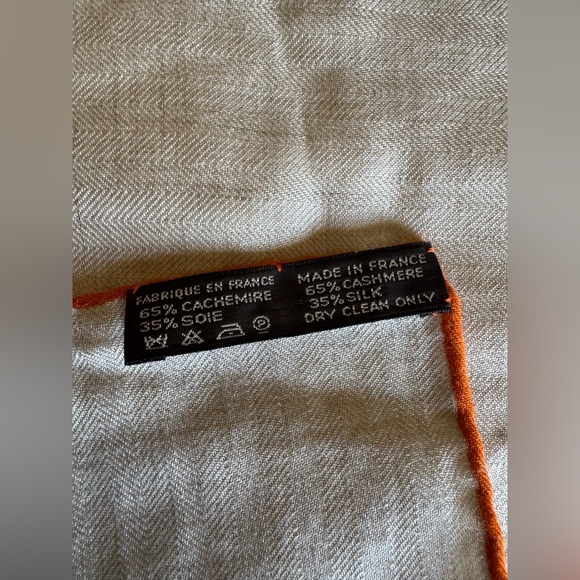 FABRIQUE EN FRANCE
65% CACHEMIRE
35% SOIE
MADE IN FRANCE
65% CASHMERE
35% SILK
DRY CLEAN ONLY